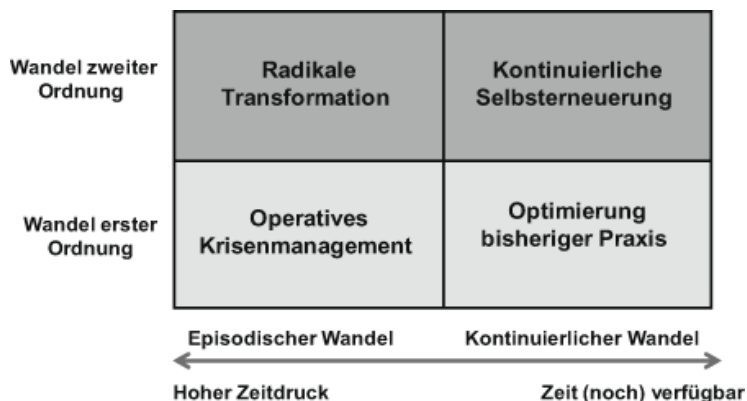 Wandel zweiter
Ordnung
Radikale
Transformation
Kontinuierliche
Selbsterneuerung
Wandel erster
Ordnung
Operatives
Krisenmanagement
Optimierung
bisheriger Praxis
Episodischer Wandel
Kontinuierlicher Wandel
Hoher Zeitdruck
Zeit (noch) verfügbar